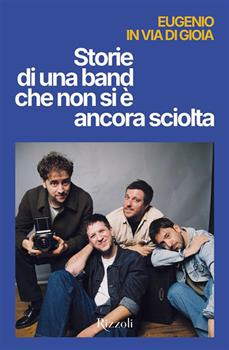 EUGENIO
IN VIA DI GIOIA
Storie
di una band
che non si è
ancora sciolta
Rizzoli